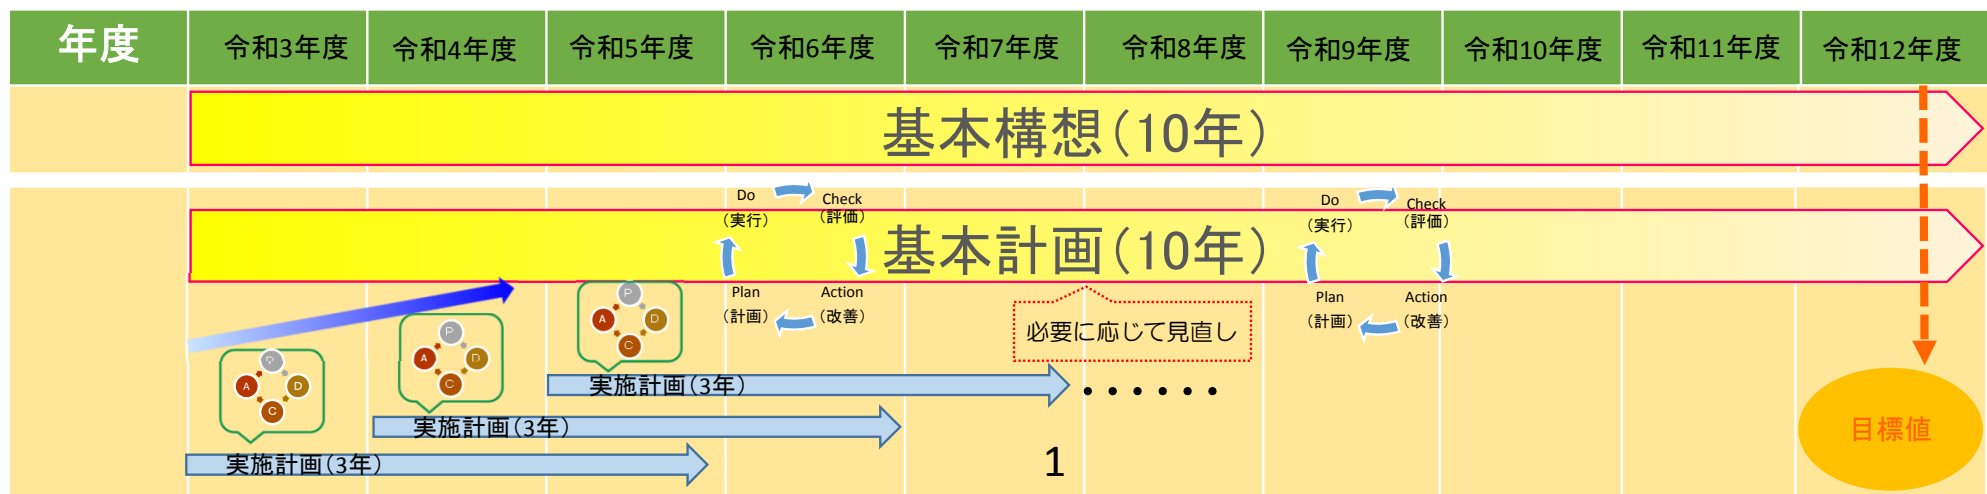 年度
令和3年度
令和4年度
令和5年度
令和6年度
令和7年度
令和8年度
令和9年度
令和10年度
令和11年度
令和12年度
基本構想（10年）
Do
（実行）
Check
（評価）
Do
（実行）
Check
（評価）
基本計画（10年）
Plan
（計画）
Action
（改善）
Plan
（計画）
Action
（改善）
必要に応じて見直し
P
D
C
A
P
D
C
A
P
D
C
A
実施計画（3年）
・・・・・・
実施計画（3年）
実施計画（3年）
目標値
1